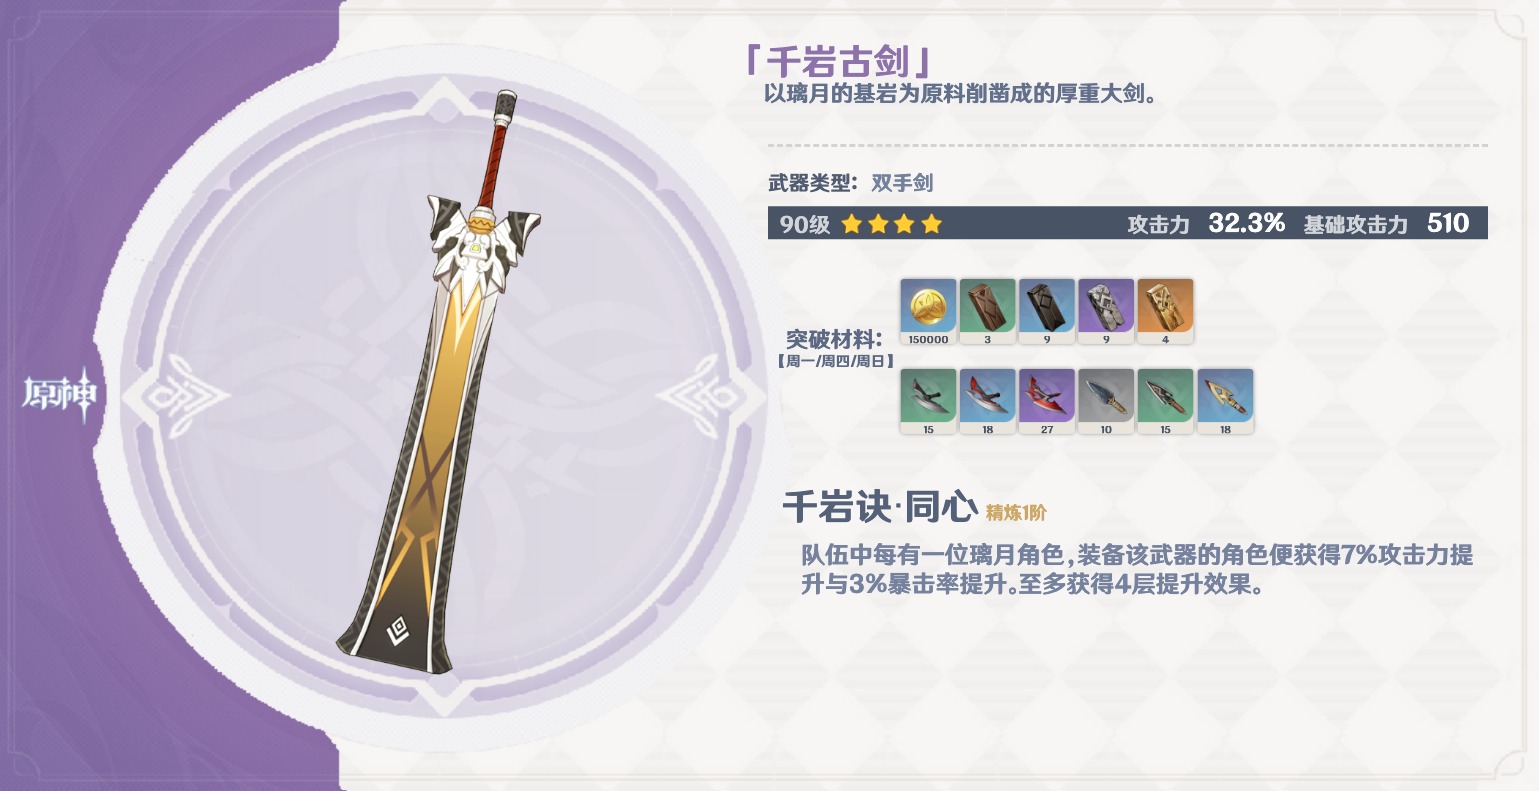 「千岩古剑」
以璃月的基岩为原料削凿成的厚重大剑。
武器类型： 双手剑
90级 攻击力 32.3% 基础攻击力 510
150000 3 9 9 4
突破材料：
【周一/周四/周日】
原神
15 18 27 10 15 18
千岩诀·同心 精炼1阶
队伍中每有一位璃月角色,装备该武器的角色便获得7%攻击力提
升与3%暴击率提升。至多获得4层提升效果。